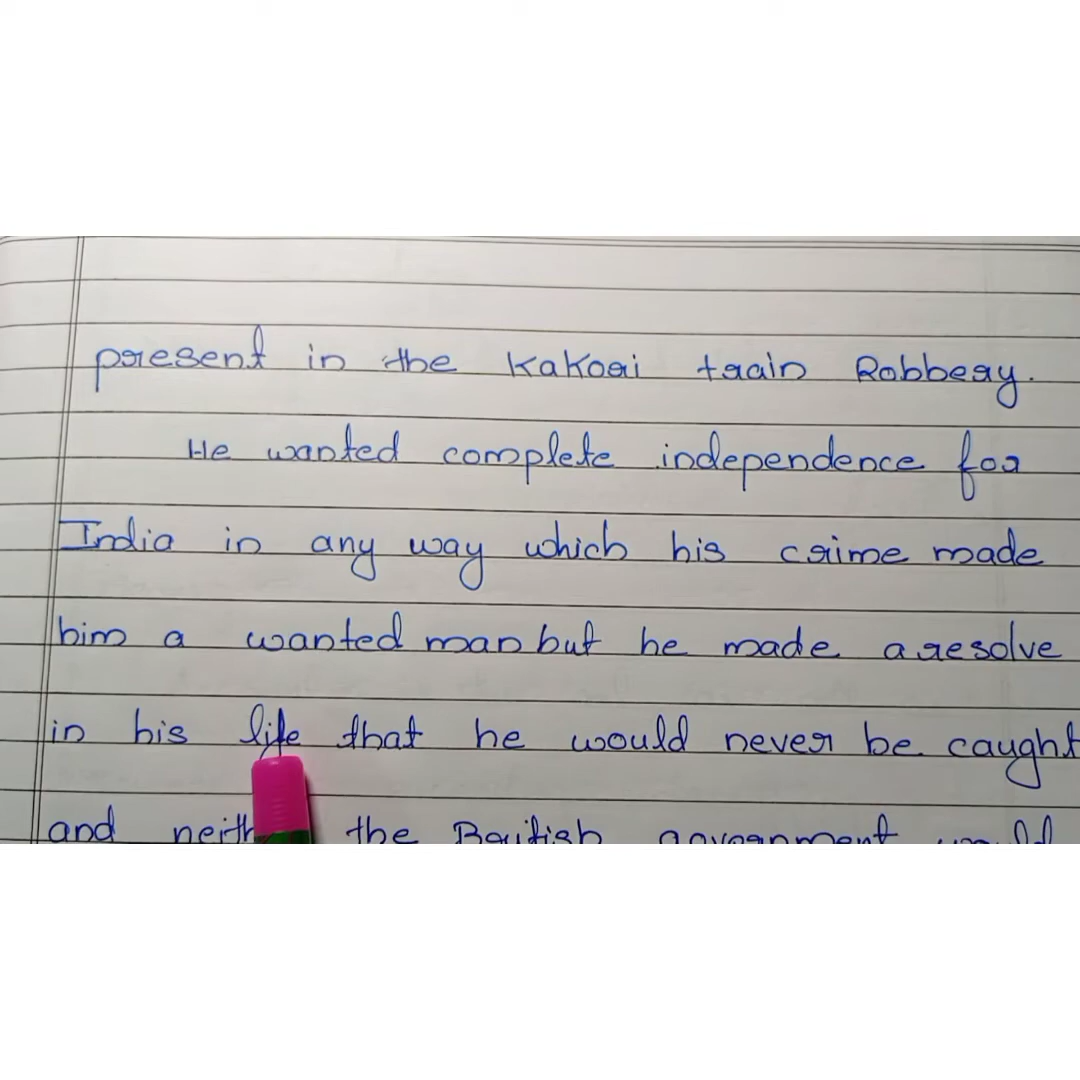 present in the Kakori train Robbery.
He wanted complete independence for
India in any way which his crime made
him a wanted man but he made a resolve
in his life that he would never be caught
and the British government would